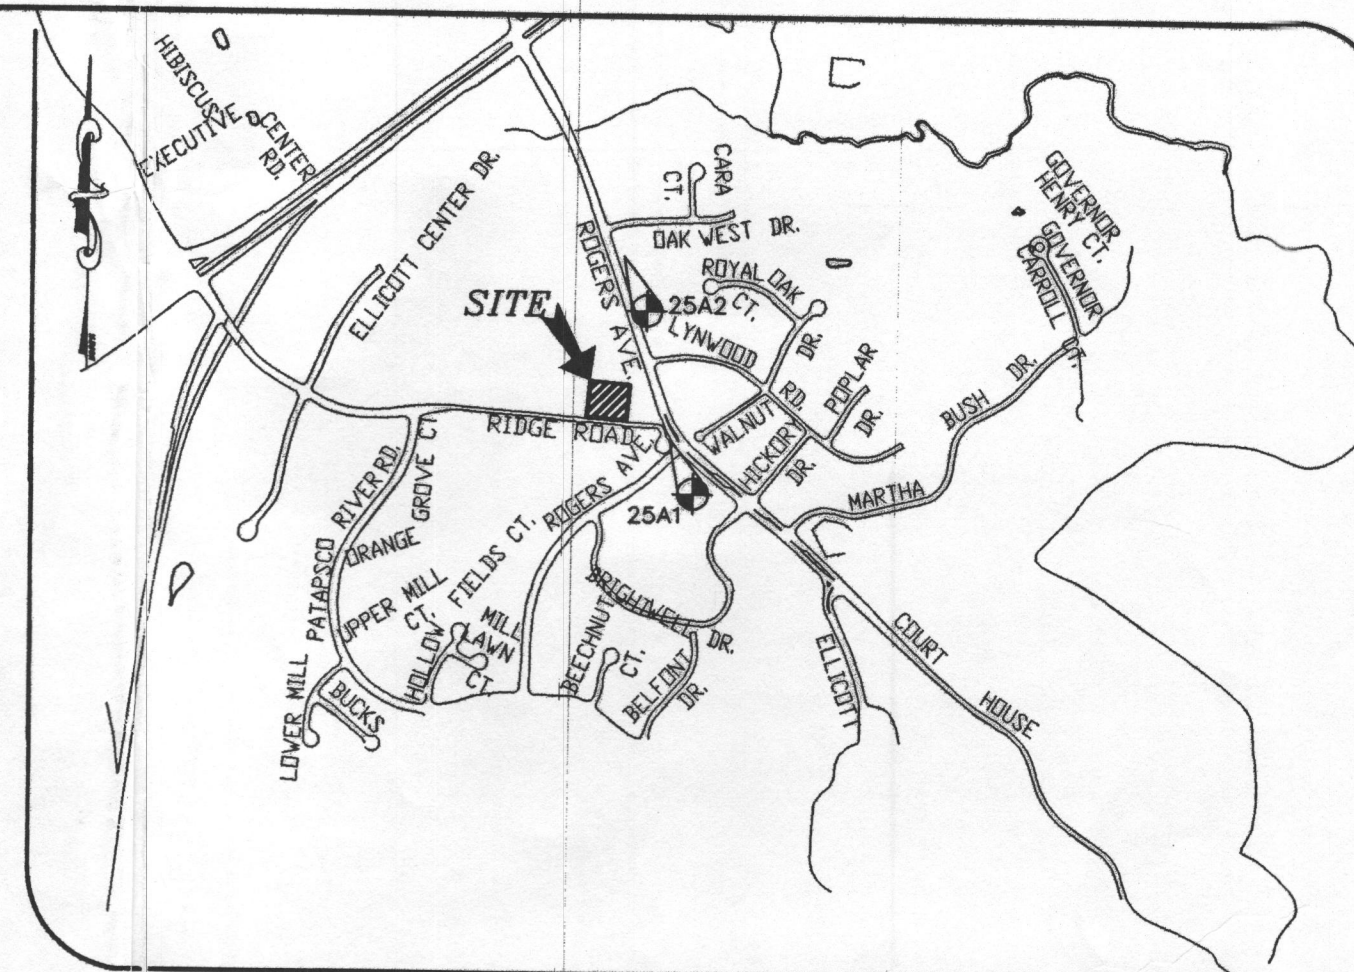 HIBISCUS
EXECUTIVE
CENTER
RD.
ELLICOTT CENTER DR.
CARA
CT.
OAK WEST DR.
ROGERS AVE.
ROYAL OAK
CT.
25A2
SITE
LYNWOOD
RD.
DR.
POPLAR
DR.
GOVERNOR
HENRY CT.
GOVERNOR
CARROLL CT.
BUSH DR.
RIDGE ROAD
WALNUT
HICKORY
DR.
MARTHA
ROGERS AVE.
25A1
PATAPSCO RIVER RD.
GROVE CT.
ORANGE
UPPER MILL
CT.
FIELDS CT.
HOLLOW
MILL
LAWN
CT.
LOWER MILL
BUCKS
BRIGHTWELL DR.
BEECHNUT
CT.
BELFONT
DR.
ELLICOTT
COURT
HOUSE